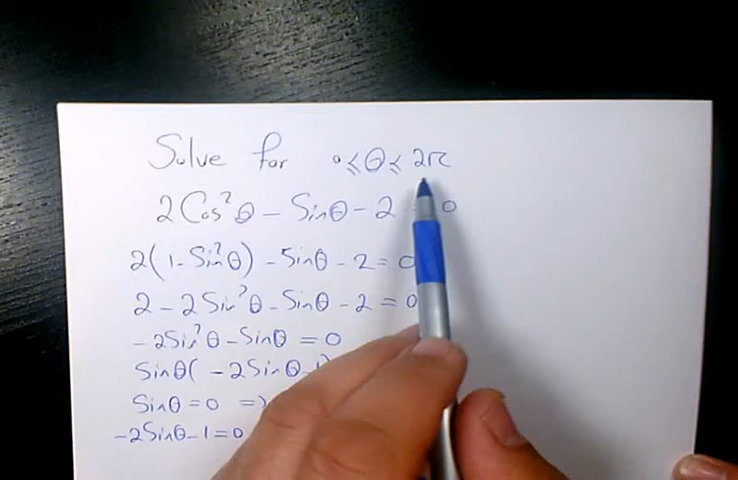 Solve for 0 ≤ θ ≤ 2π
2Cos²θ - Sinθ - 2 = 0
2(1 - Sin²θ) - Sinθ - 2 = 0
2 - 2Sin²θ - Sinθ - 2 = 0
-2Sin²θ - Sinθ = 0
Sinθ( -2Sinθ - 1)
Sinθ = 0 =>
-2Sinθ - 1 = 0